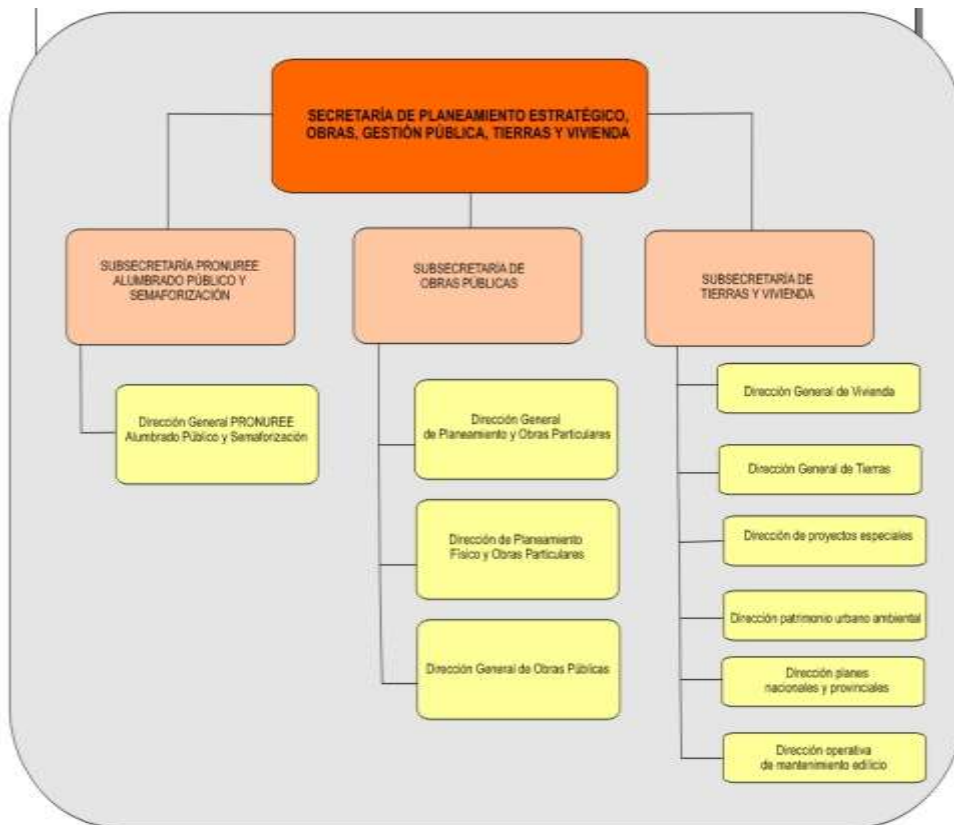 SECRETARÍA DE PLANEAMIENTO ESTRATÉGICO,
OBRAS, GESTIÓN PÚBLICA, TIERRAS Y VIVIENDA
SUBSECRETARÍA PRONUREE
ALUMBRADO PÚBLICO Y
SEMAFORIZACIÓN
Dirección General PRONUREE
Alumbrado Público y Semaforización
SUBSECRETARÍA DE
OBRAS PÚBLICAS
Dirección General
de Planeamiento y Obras Particulares
Dirección de Planeamiento
Físico y Obras Particulares
Dirección General de Obras Públicas
SUBSECRETARÍA DE
TIERRAS Y VIVIENDA
Dirección General de Vivienda
Dirección General de Tierras
Dirección de proyectos especiales
Dirección patrimonio urbano ambiental
Dirección planes
nacionales y provinciales
Dirección operativa
de mantenimiento edilicio